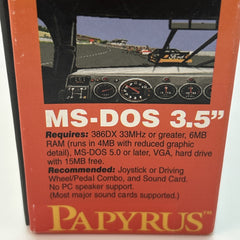 MS-DOS 3.5"
Requires: 386DX 33MHz or greater, 6MB
RAM (runs in 4MB with reduced graphic
detail), MS-DOS 5.0 or later, VGA, hard drive
with 15MB free.
Recommended: Joystick or Driving
Wheel/Pedal Combo, and Sound Card.
No PC speaker support.
(Most major sound cards supported.)
PAPYRUS™